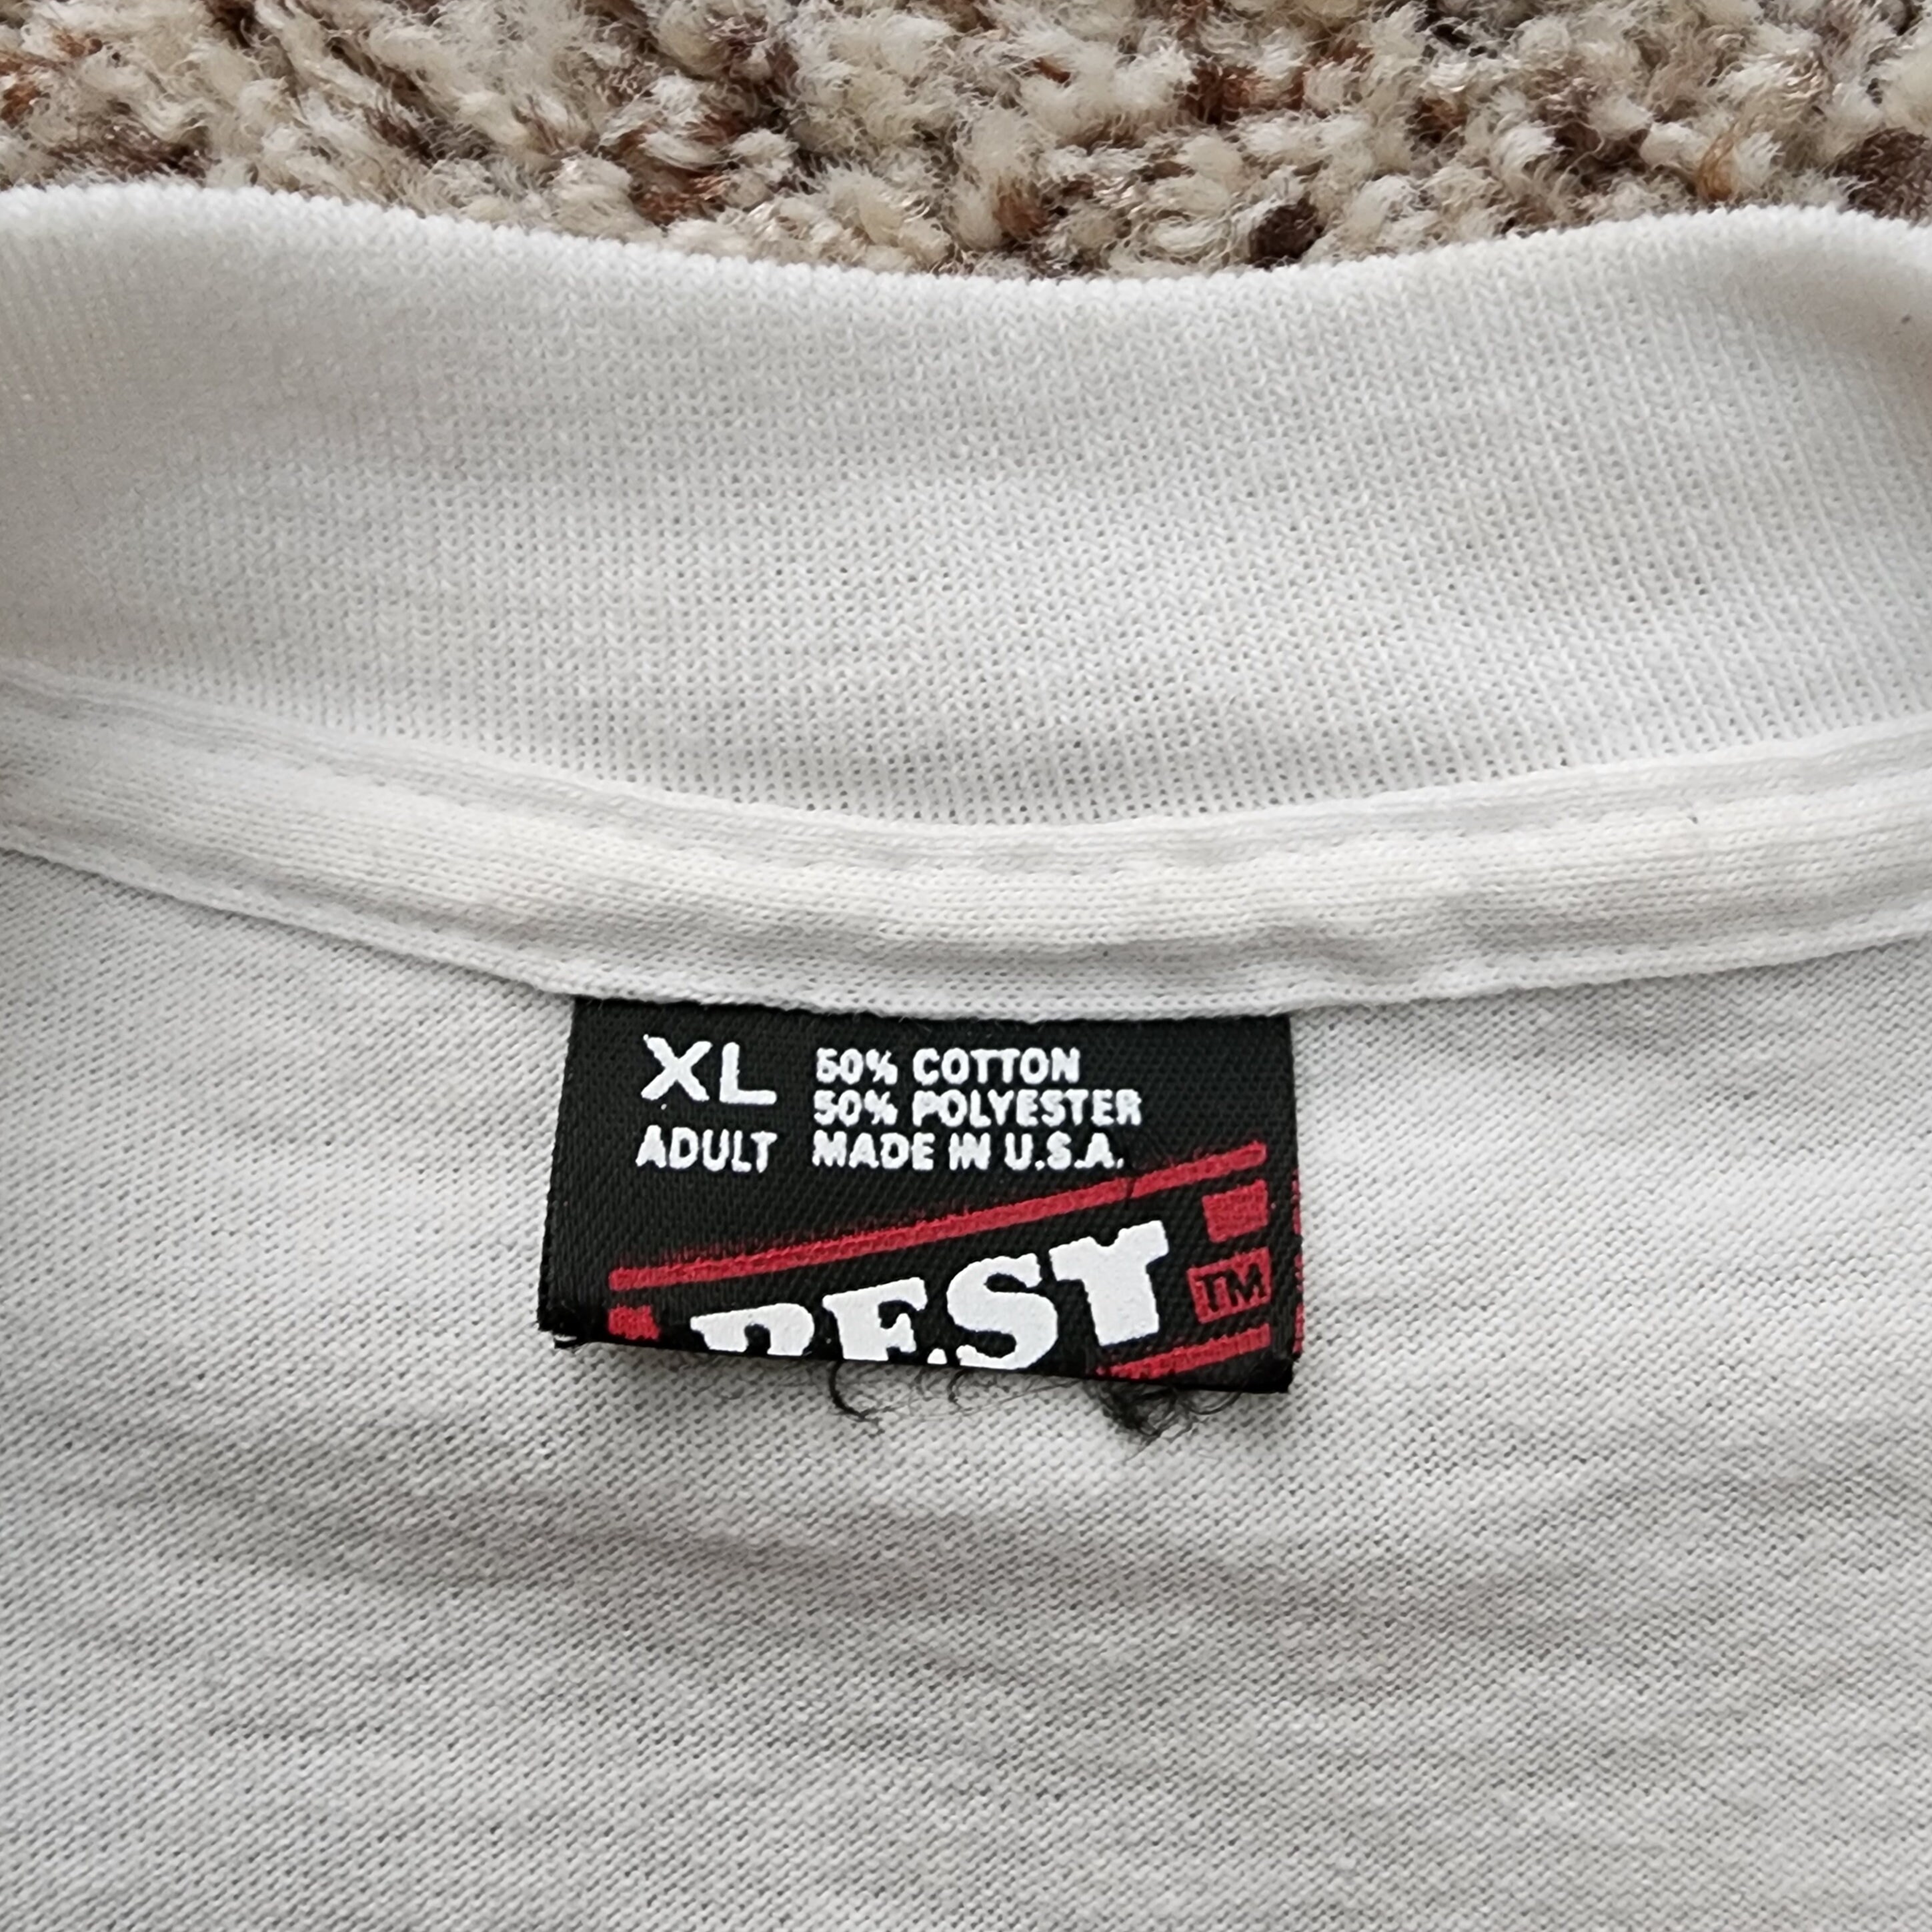 XL
ADULT
50% COTTON
50% POLYESTER
MADE IN U.S.A.
BEST
TM